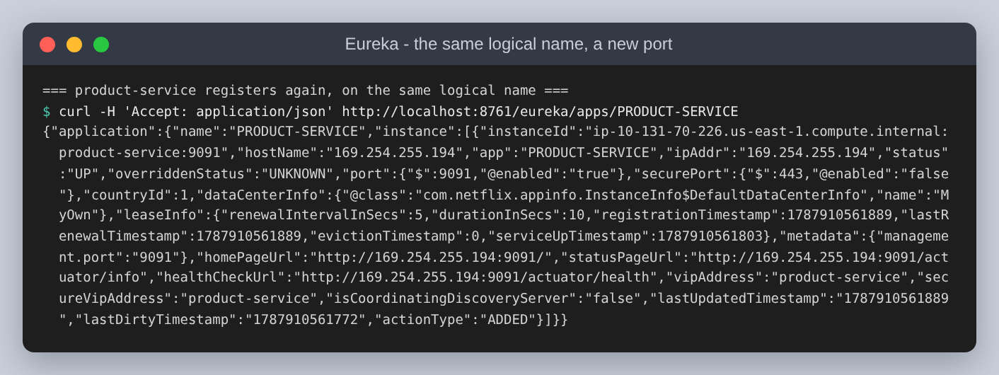 Eureka - the same logical name, a new port
=== product-service registers again, on the same logical name ===
$ curl -H 'Accept: application/json' http://localhost:8761/eureka/apps/PRODUCT-SERVICE
{"application":{"name":"PRODUCT-SERVICE","instance":[{"instanceId":"ip-10-131-70-226.us-east-1.compute.internal:
product-service:9091","hostName":"169.254.255.194","app":"PRODUCT-SERVICE","ipAddr":"169.254.255.194","status"
:"UP","overriddenStatus":"UNKNOWN","port":{"$":9091,"@enabled":"true"},"securePort":{"$":443,"@enabled":"false
"},"countryId":1,"dataCenterInfo":{"@class":"com.netflix.appinfo.InstanceInfo$DefaultDataCenterInfo","name":"M
yOwn"},"leaseInfo":{"renewalIntervalInSecs":5,"durationInSecs":10,"registrationTimestamp":1787910561889,"lastR
enewalTimestamp":1787910561889,"evictionTimestamp":0,"serviceUpTimestamp":1787910561803},"metadata":{"manageme
nt.port":"9091"},"homePageUrl":"http://169.254.255.194:9091/","statusPageUrl":"http://169.254.255.194:9091/act
uator/info","healthCheckUrl":"http://169.254.255.194:9091/actuator/health","vipAddress":"product-service","sec
ureVipAddress":"product-service","isCoordinatingDiscoveryServer":"false","lastUpdatedTimestamp":"1787910561889
","lastDirtyTimestamp":"1787910561772","actionType":"ADDED"}]}}